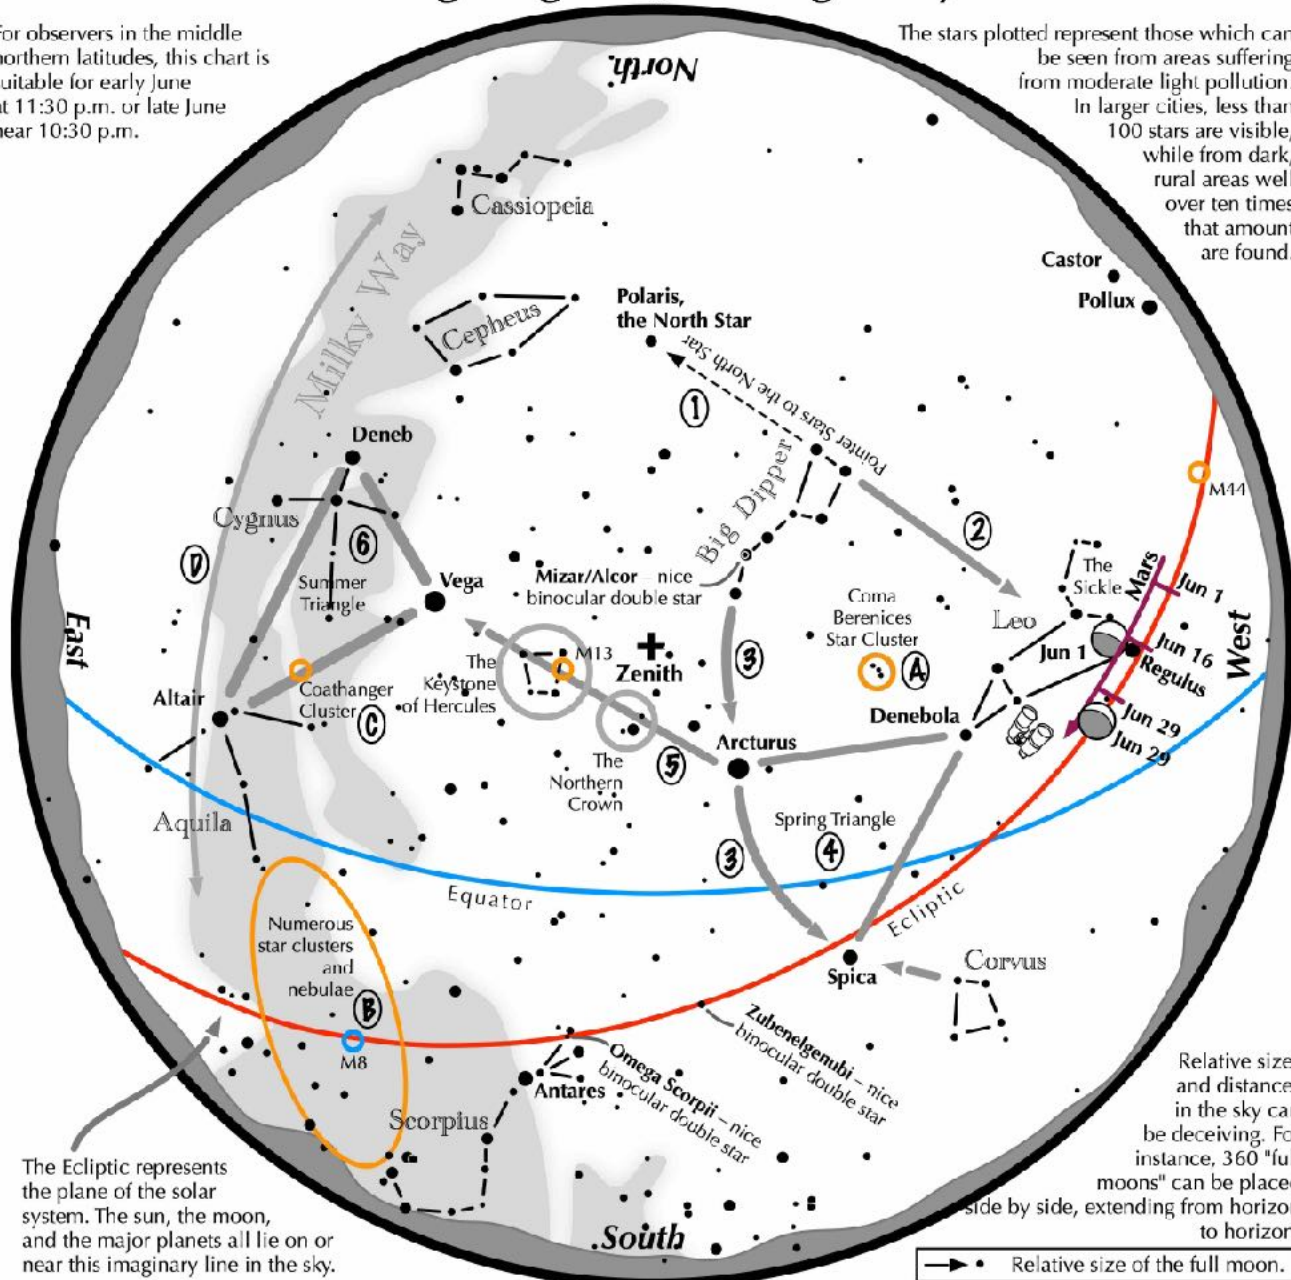 For observers in the middle
northern latitudes, this chart is
suitable for early June
at 11:30 p.m. or late June
near 10:30 p.m.
The stars plotted represent those which can
be seen from areas suffering
from moderate light pollution.
In larger cities, less than
100 stars are visible,
while from dark,
rural areas well
over ten times
that amount
are found.
North
Cassiopeia
Milky Way
Castor
Pollux
Cepheus
Polaris,
the North Star
Pointer Stars to the North Star
1
Deneb
Cygnus
6
D
Summer
Triangle
Vega
Big Dipper
2
M44
Mizar/Alcor – nice
binocular double star
Coma
Berenices
Star Cluster
A
The
Sickle
Leo
Mars
Jun 1
Jun 16
Jun 29
Jun 1
Jun 29
Regulus
West
East
The
Keystone
of Hercules
M13
Zenith
3
Altair
Coathanger
Cluster
C
Denebola
Arcturus
The
Northern
Crown
5
Aquila
Spring Triangle
4
3
Equator
Ecliptic
Numerous
star clusters
and
nebulae
B
M8
Spica
Corvus
Zubenelgenubi – nice
binocular double star
Omega Scorpii – nice
binocular double star
Antares
Scorpius
South
The Ecliptic represents
the plane of the solar
system. The sun, the moon,
and the major planets all lie on or
near this imaginary line in the sky.
Relative size
and distance
in the sky can
be deceiving. For
instance, 360 "full
moons" can be placed
side by side, extending from horizon
to horizon
Relative size of the full moon.